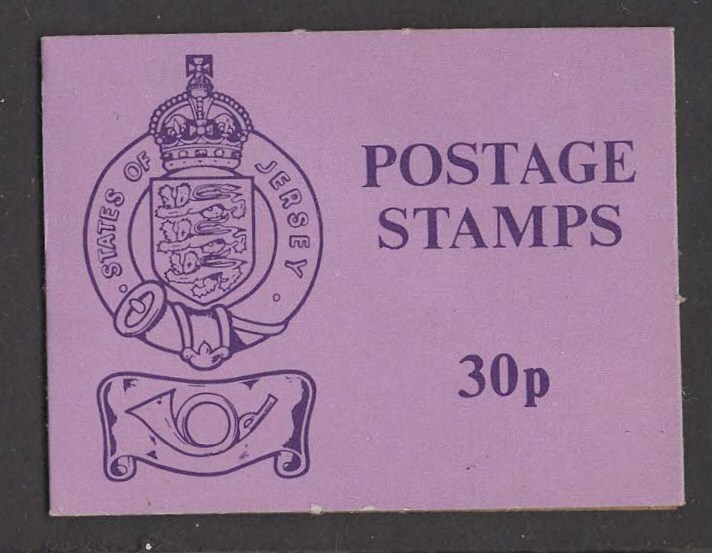 STATES OF JERSEY
POSTAGE
STAMPS
30p